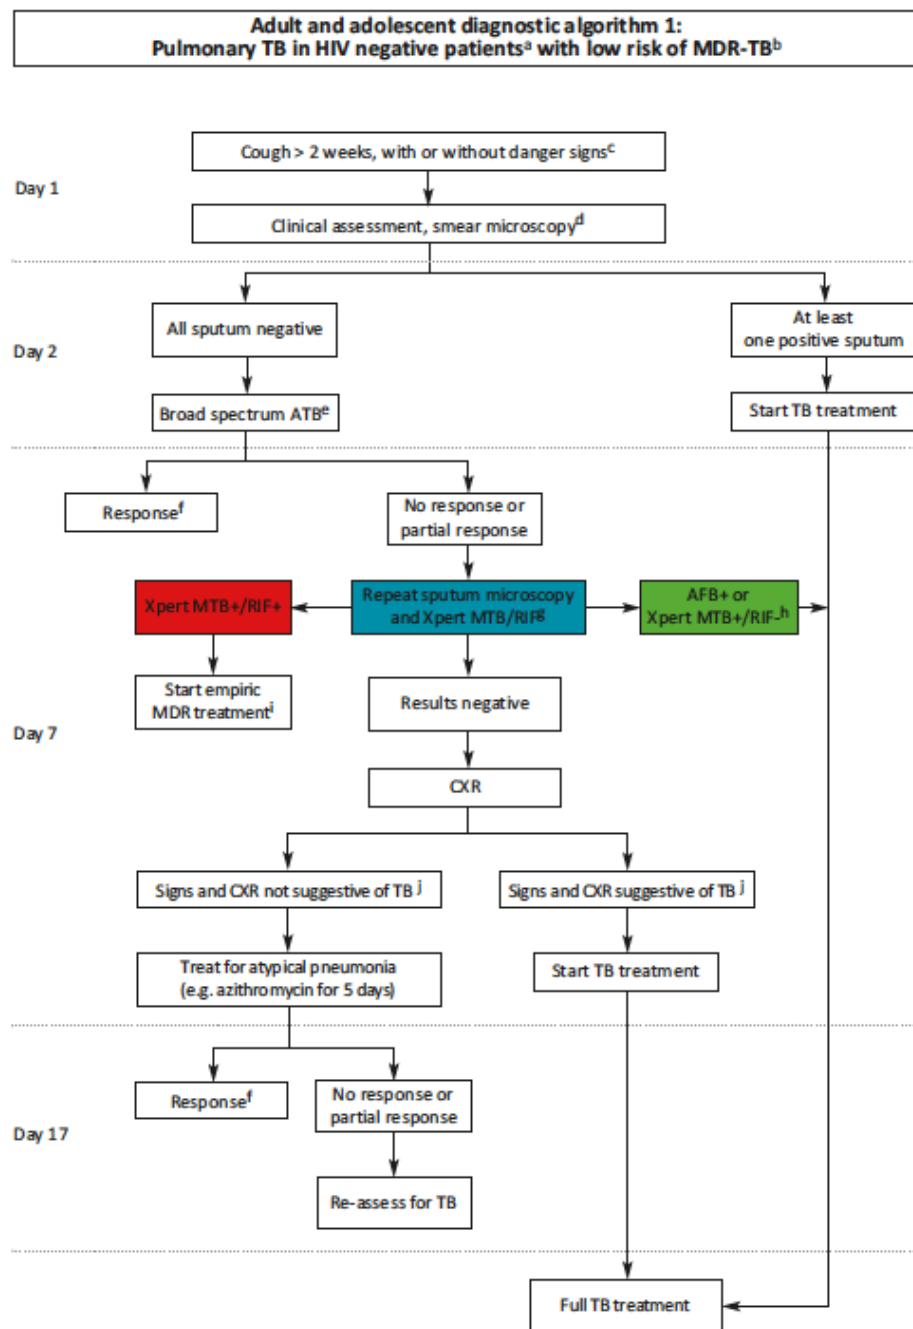 Adult and adolescent diagnostic algorithm 1:
Pulmonary TB in HIV negative patientsᵃ with low risk of MDR-TBᵇ
Cough > 2 weeks, with or without danger signsᶜ
Day 1
Clinical assessment, smear microscopyᵈ
All sputum negative
At least
one positive sputum
Day 2
Broad spectrum ATBᵉ
Start TB treatment
Responseᶠ
No response or
partial response
Xpert MTB+/RIF+
Repeat sputum microscopy
and Xpert MTB/RIFᵍ
AFB+ or
Xpert MTB+/RIF-ʰ
Start empiric
MDR treatmentⁱ
Results negative
Day 7
CXR
Signs and CXR not suggestive of TB ʲ
Signs and CXR suggestive of TB ʲ
Treat for atypical pneumonia
(e.g. azithromycin for 5 days)
Start TB treatment
Responseᶠ
No response or
partial response
Day 17
Re-assess for TB
Full TB treatment